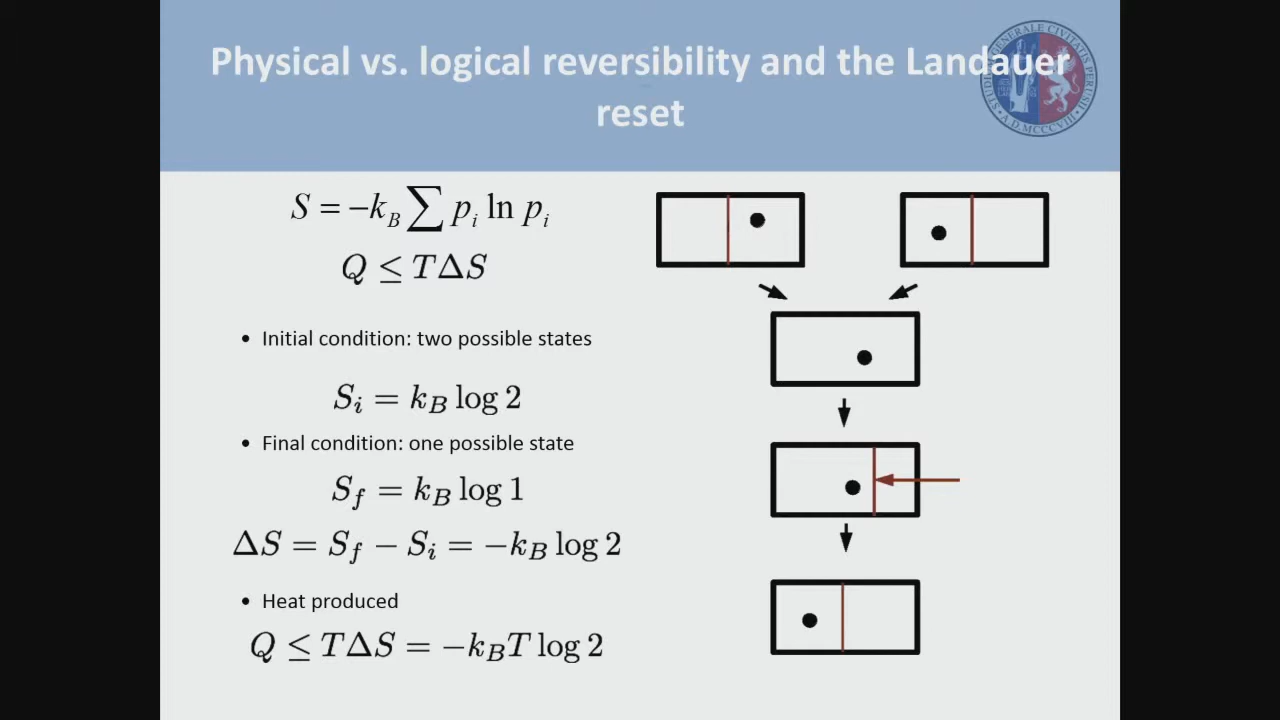 Physical vs. logical reversibility and the Landauer
reset
S = −k_B ∑ p_i ln p_i
Q ≤ TΔS
• Initial condition: two possible states
S_i = k_B log 2
• Final condition: one possible state
S_f = k_B log 1
ΔS = S_f − S_i = −k_B log 2
• Heat produced
Q ≤ TΔS = −k_B T log 2